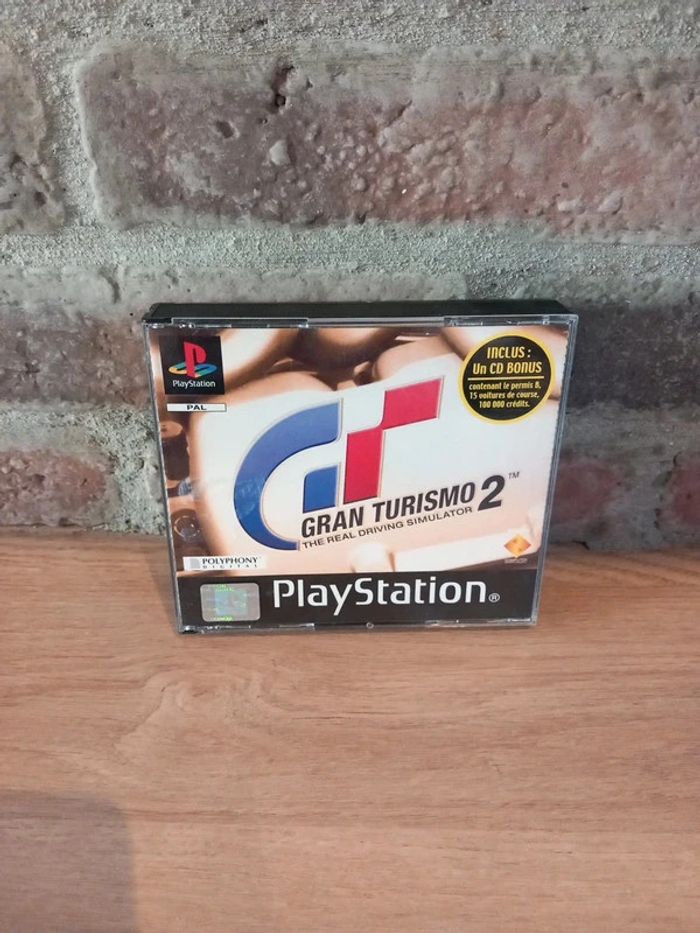 PlayStation
PAL
INCLUS :
Un CD BONUS
contenant le permis B,
15 voitures de course,
100 000 crédits.
GRAN TURISMO 2™
THE REAL DRIVING SIMULATOR
POLYPHONY
DIGITAL
PlayStation®